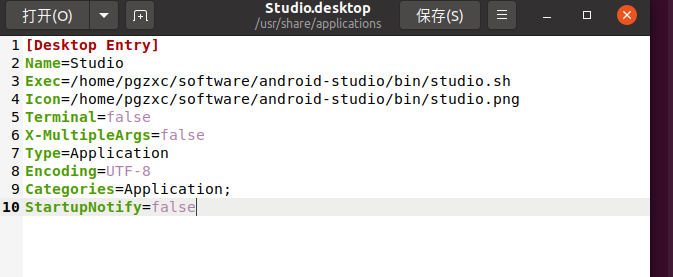 打开(O)
Studio.desktop
/usr/share/applications
保存(S)
1 [Desktop Entry]
2 Name=Studio
3 Exec=/home/pgzxc/software/android-studio/bin/studio.sh
4 Icon=/home/pgzxc/software/android-studio/bin/studio.png
5 Terminal=false
6 X-MultipleArgs=false
7 Type=Application
8 Encoding=UTF-8
9 Categories=Application;
10 StartupNotify=false